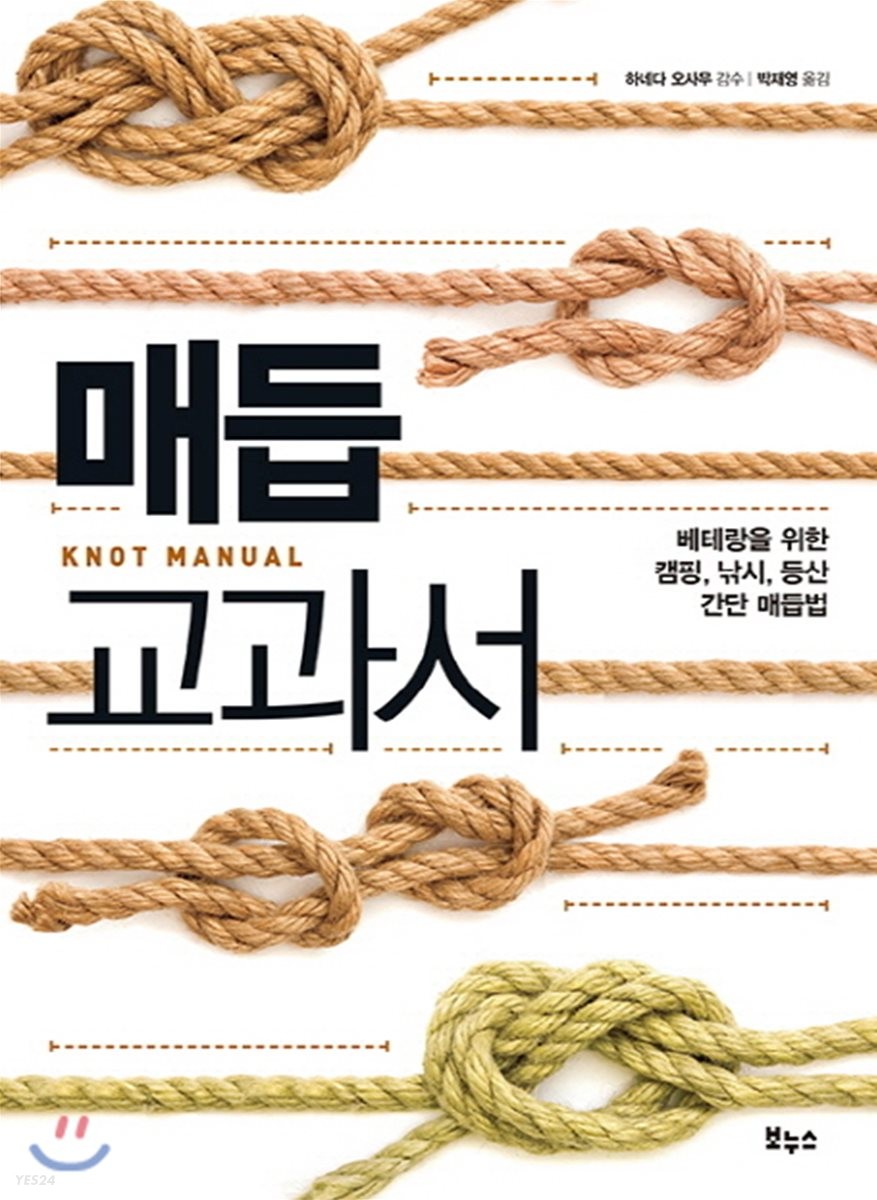 하네다 오사무 감수 | 박재영 옮김
매듭
KNOT MANUAL
교과서
베테랑을 위한
캠핑, 낚시, 등산
간단 매듭법
보누스
YES24